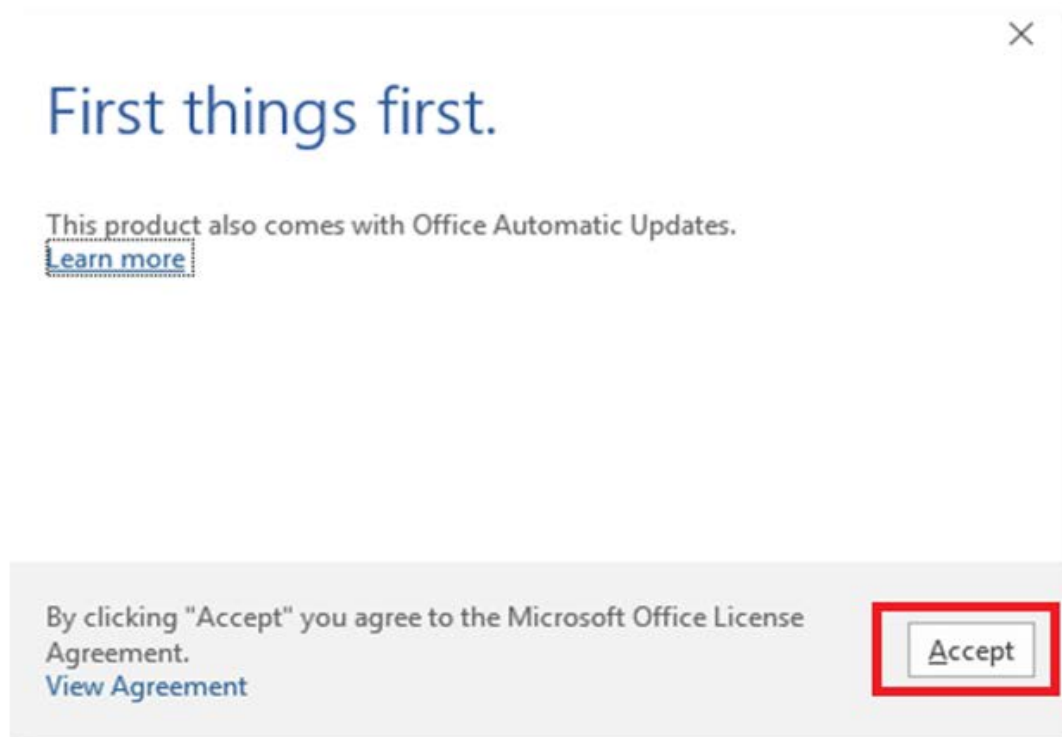 First things first.
This product also comes with Office Automatic Updates.
Learn more
By clicking "Accept" you agree to the Microsoft Office License
Agreement.
Accept
View Agreement